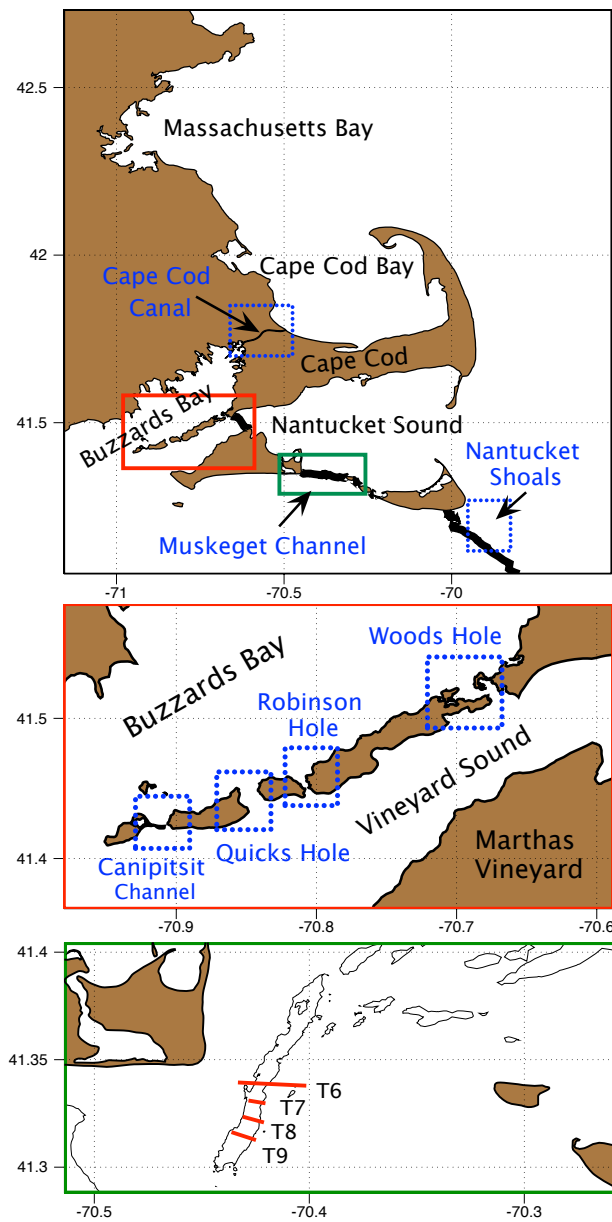 42.5
Massachusetts Bay
42
Cape Cod Bay
Cape Cod
Canal
Cape Cod
41.5
Buzzards Bay
Nantucket Sound
Nantucket
Shoals
Muskeget Channel
-71
-70.5
-70
Woods Hole
Buzzards Bay
Robinson
Hole
41.5
Vineyard Sound
41.4
Canipitsit
Channel
Quicks Hole
Marthas
Vineyard
-70.9
-70.8
-70.7
-70.6
41.4
41.35
T6
T7
T8
T9
41.3
-70.5
-70.4
-70.3